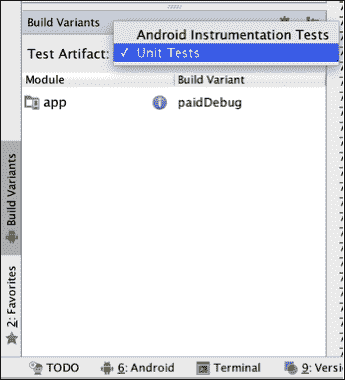 Build Variants
Android Instrumentation Tests
Test Artifact: ✓ Unit Tests
Module Build Variant
app paidDebug
Build Variants
2: Favorites
TODO 6: Android Terminal 9: Versio